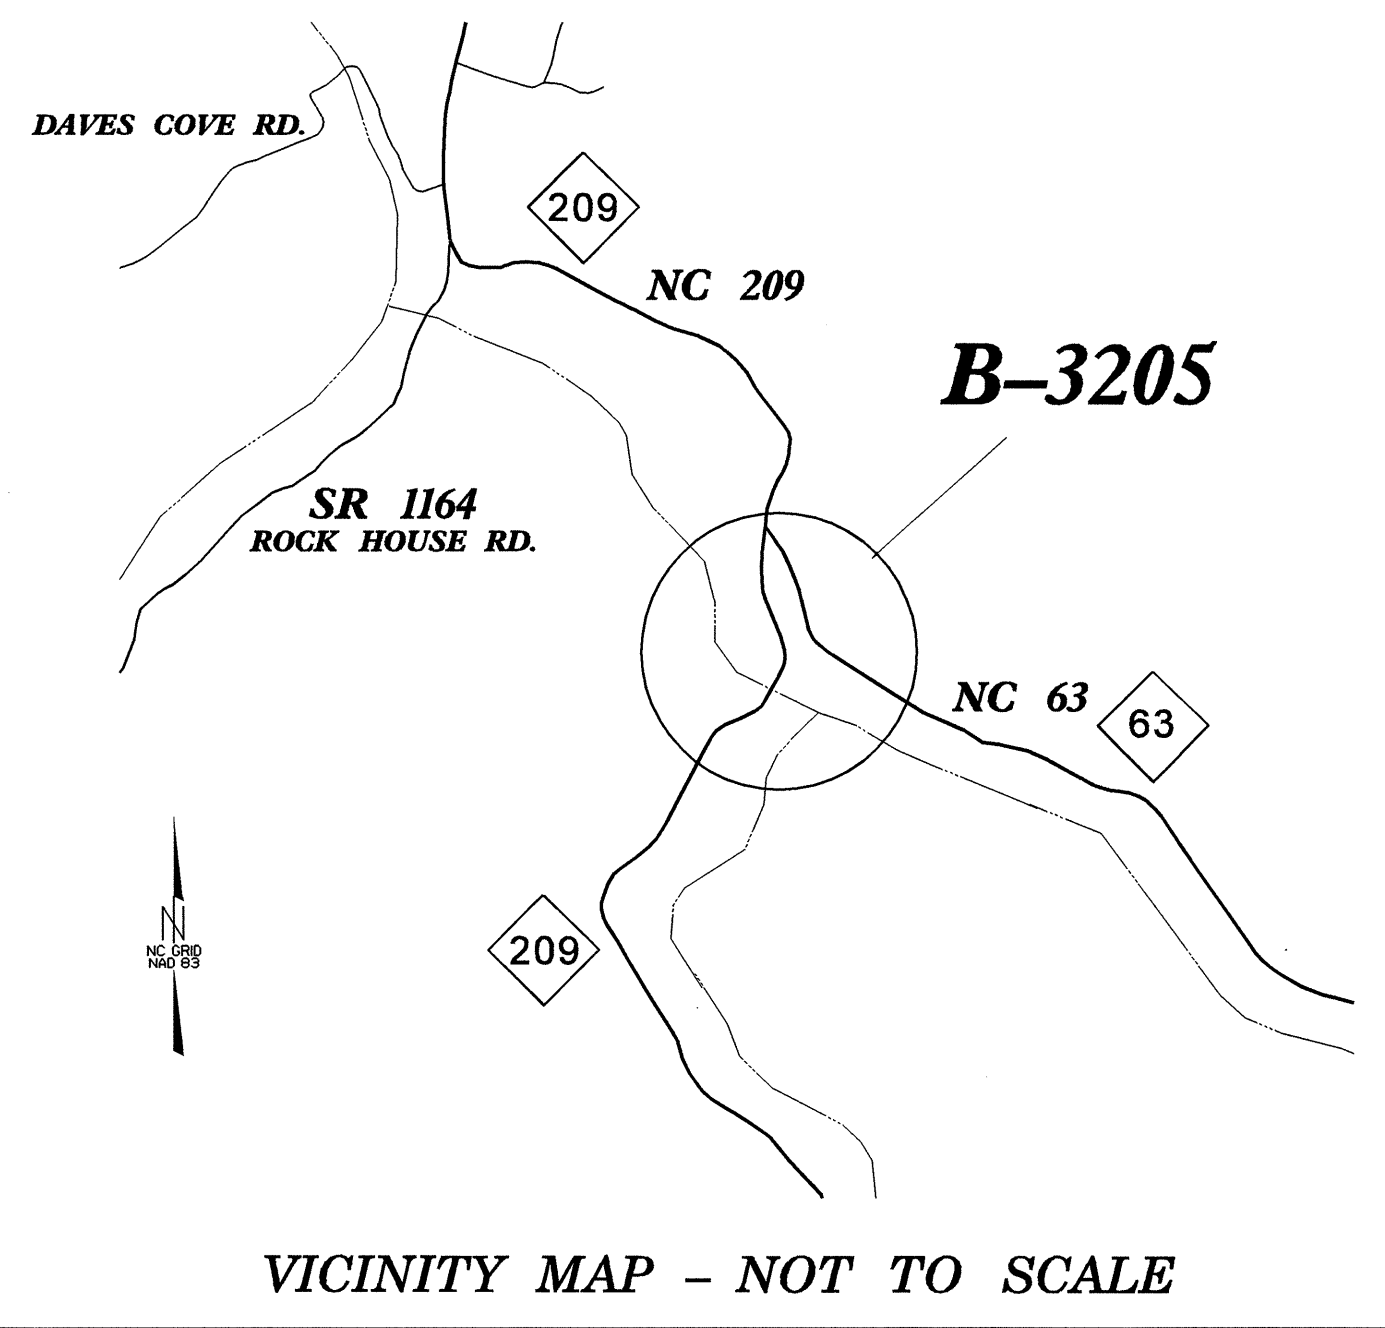 DAVES COVE RD.
209
NC 209
B-3205
SR 1164
ROCK HOUSE RD.
NC 63
63
N
NC GRID
NAD 83
209
VICINITY MAP - NOT TO SCALE